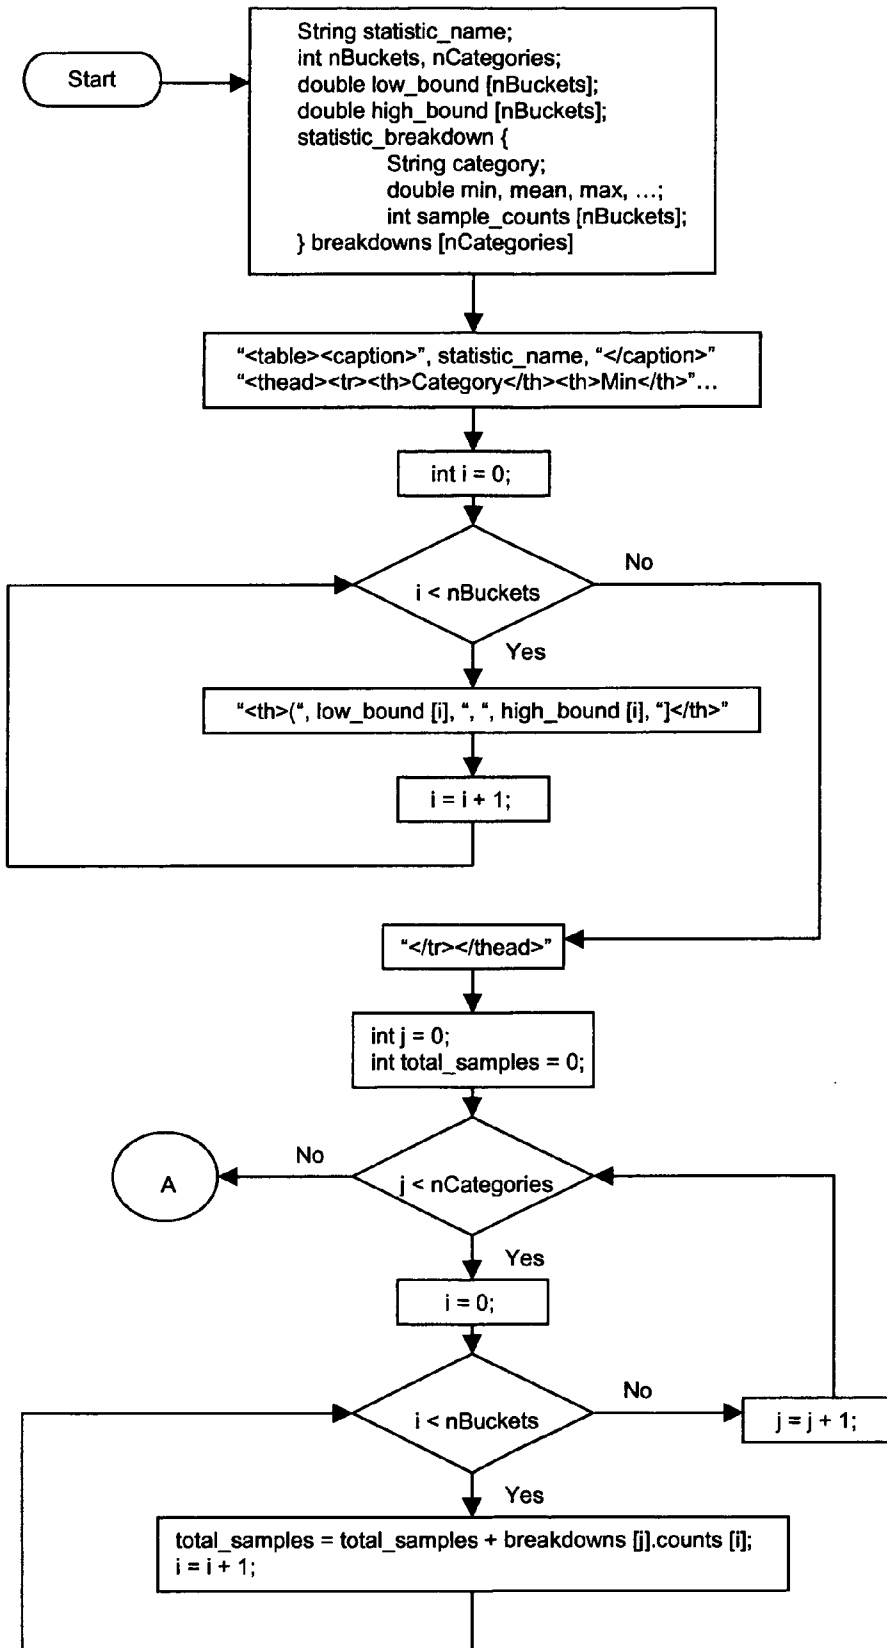 Start
String statistic_name;
int nBuckets, nCategories;
double low_bound [nBuckets];
double high_bound [nBuckets];
statistic_breakdown {
String category;
double min, mean, max, …;
int sample_counts [nBuckets];
} breakdowns [nCategories]
“<table><caption>”, statistic_name, “</caption>”
“<thead><tr><th>Category</th><th>Min</th>”…
int i = 0;
i < nBuckets
No
Yes
“<th>(“, low_bound [i], “, “, high_bound [i], “]</th>”
i = i + 1;
“</tr></thead>”
int j = 0;
int total_samples = 0;
j < nCategories
No
A
Yes
i = 0;
i < nBuckets
No
j = j + 1;
Yes
total_samples = total_samples + breakdowns [j].counts [i];
i = i + 1;